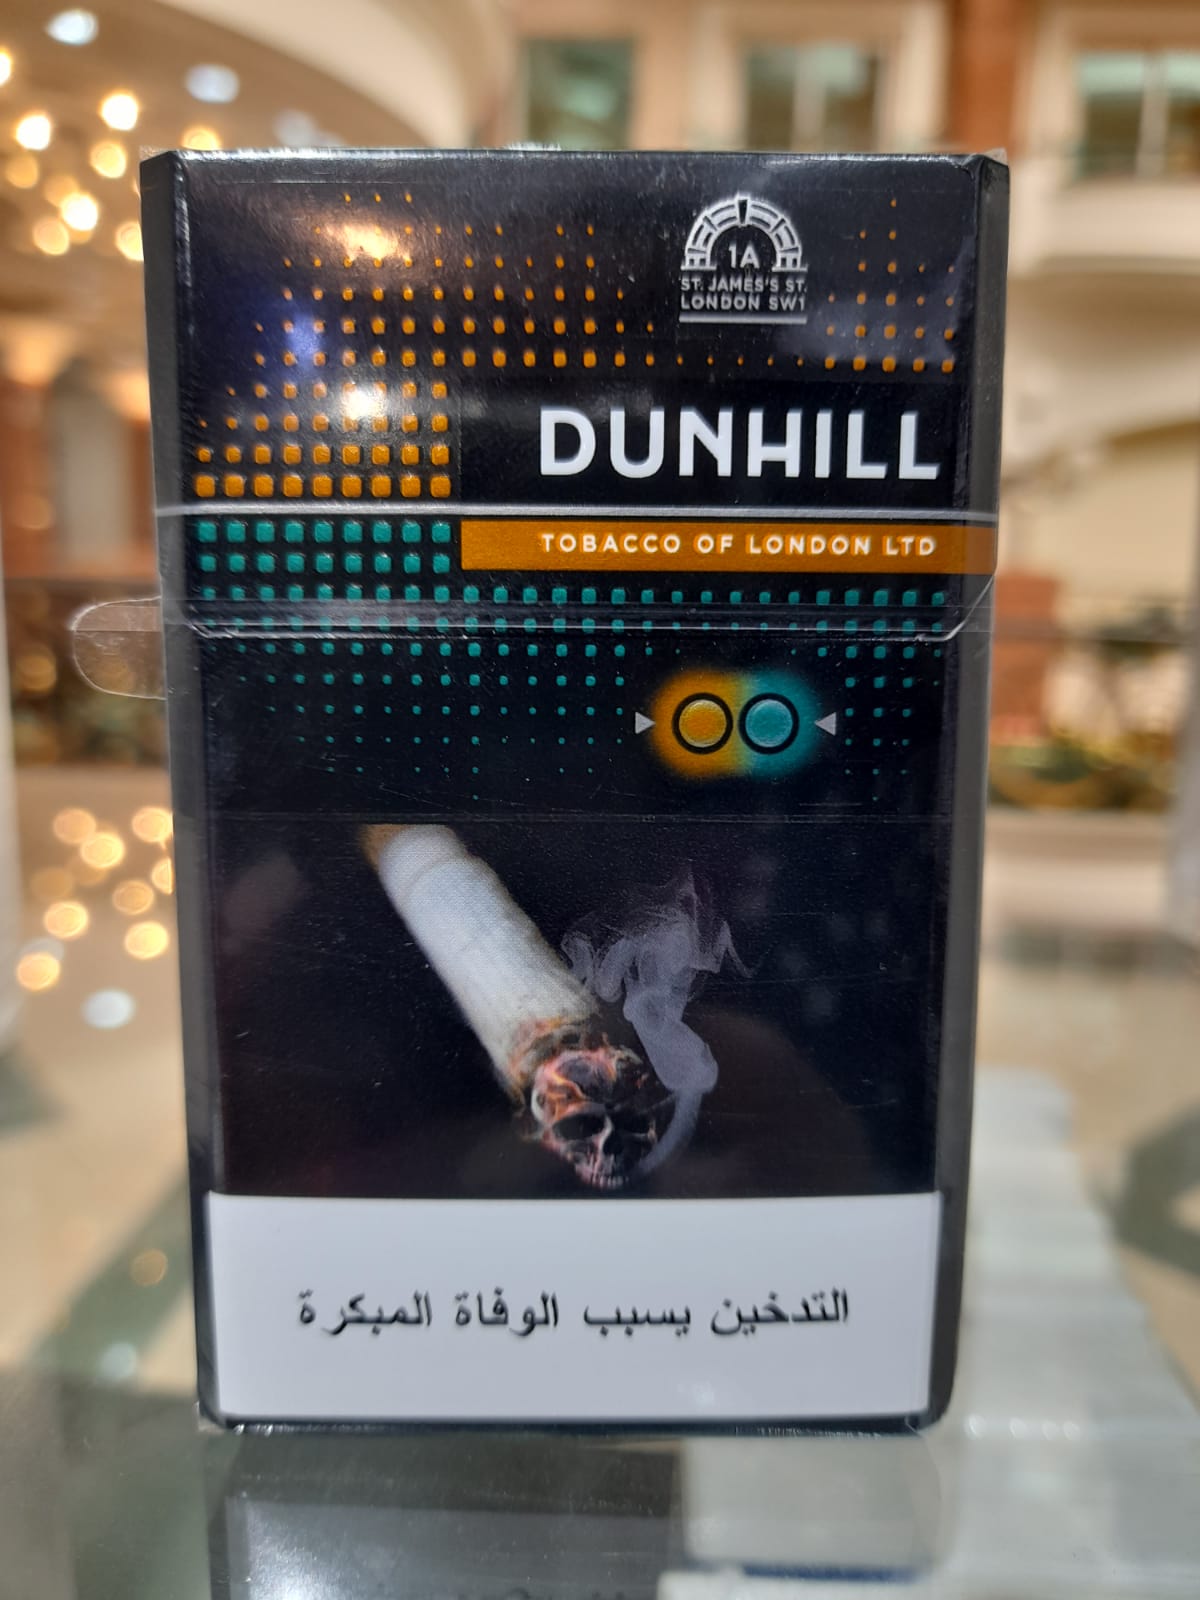 1A
ST. JAMES'S ST.
LONDON SW1
DUNHILL
TOBACCO OF LONDON LTD
التدخين يسبب الوفاة المبكرة